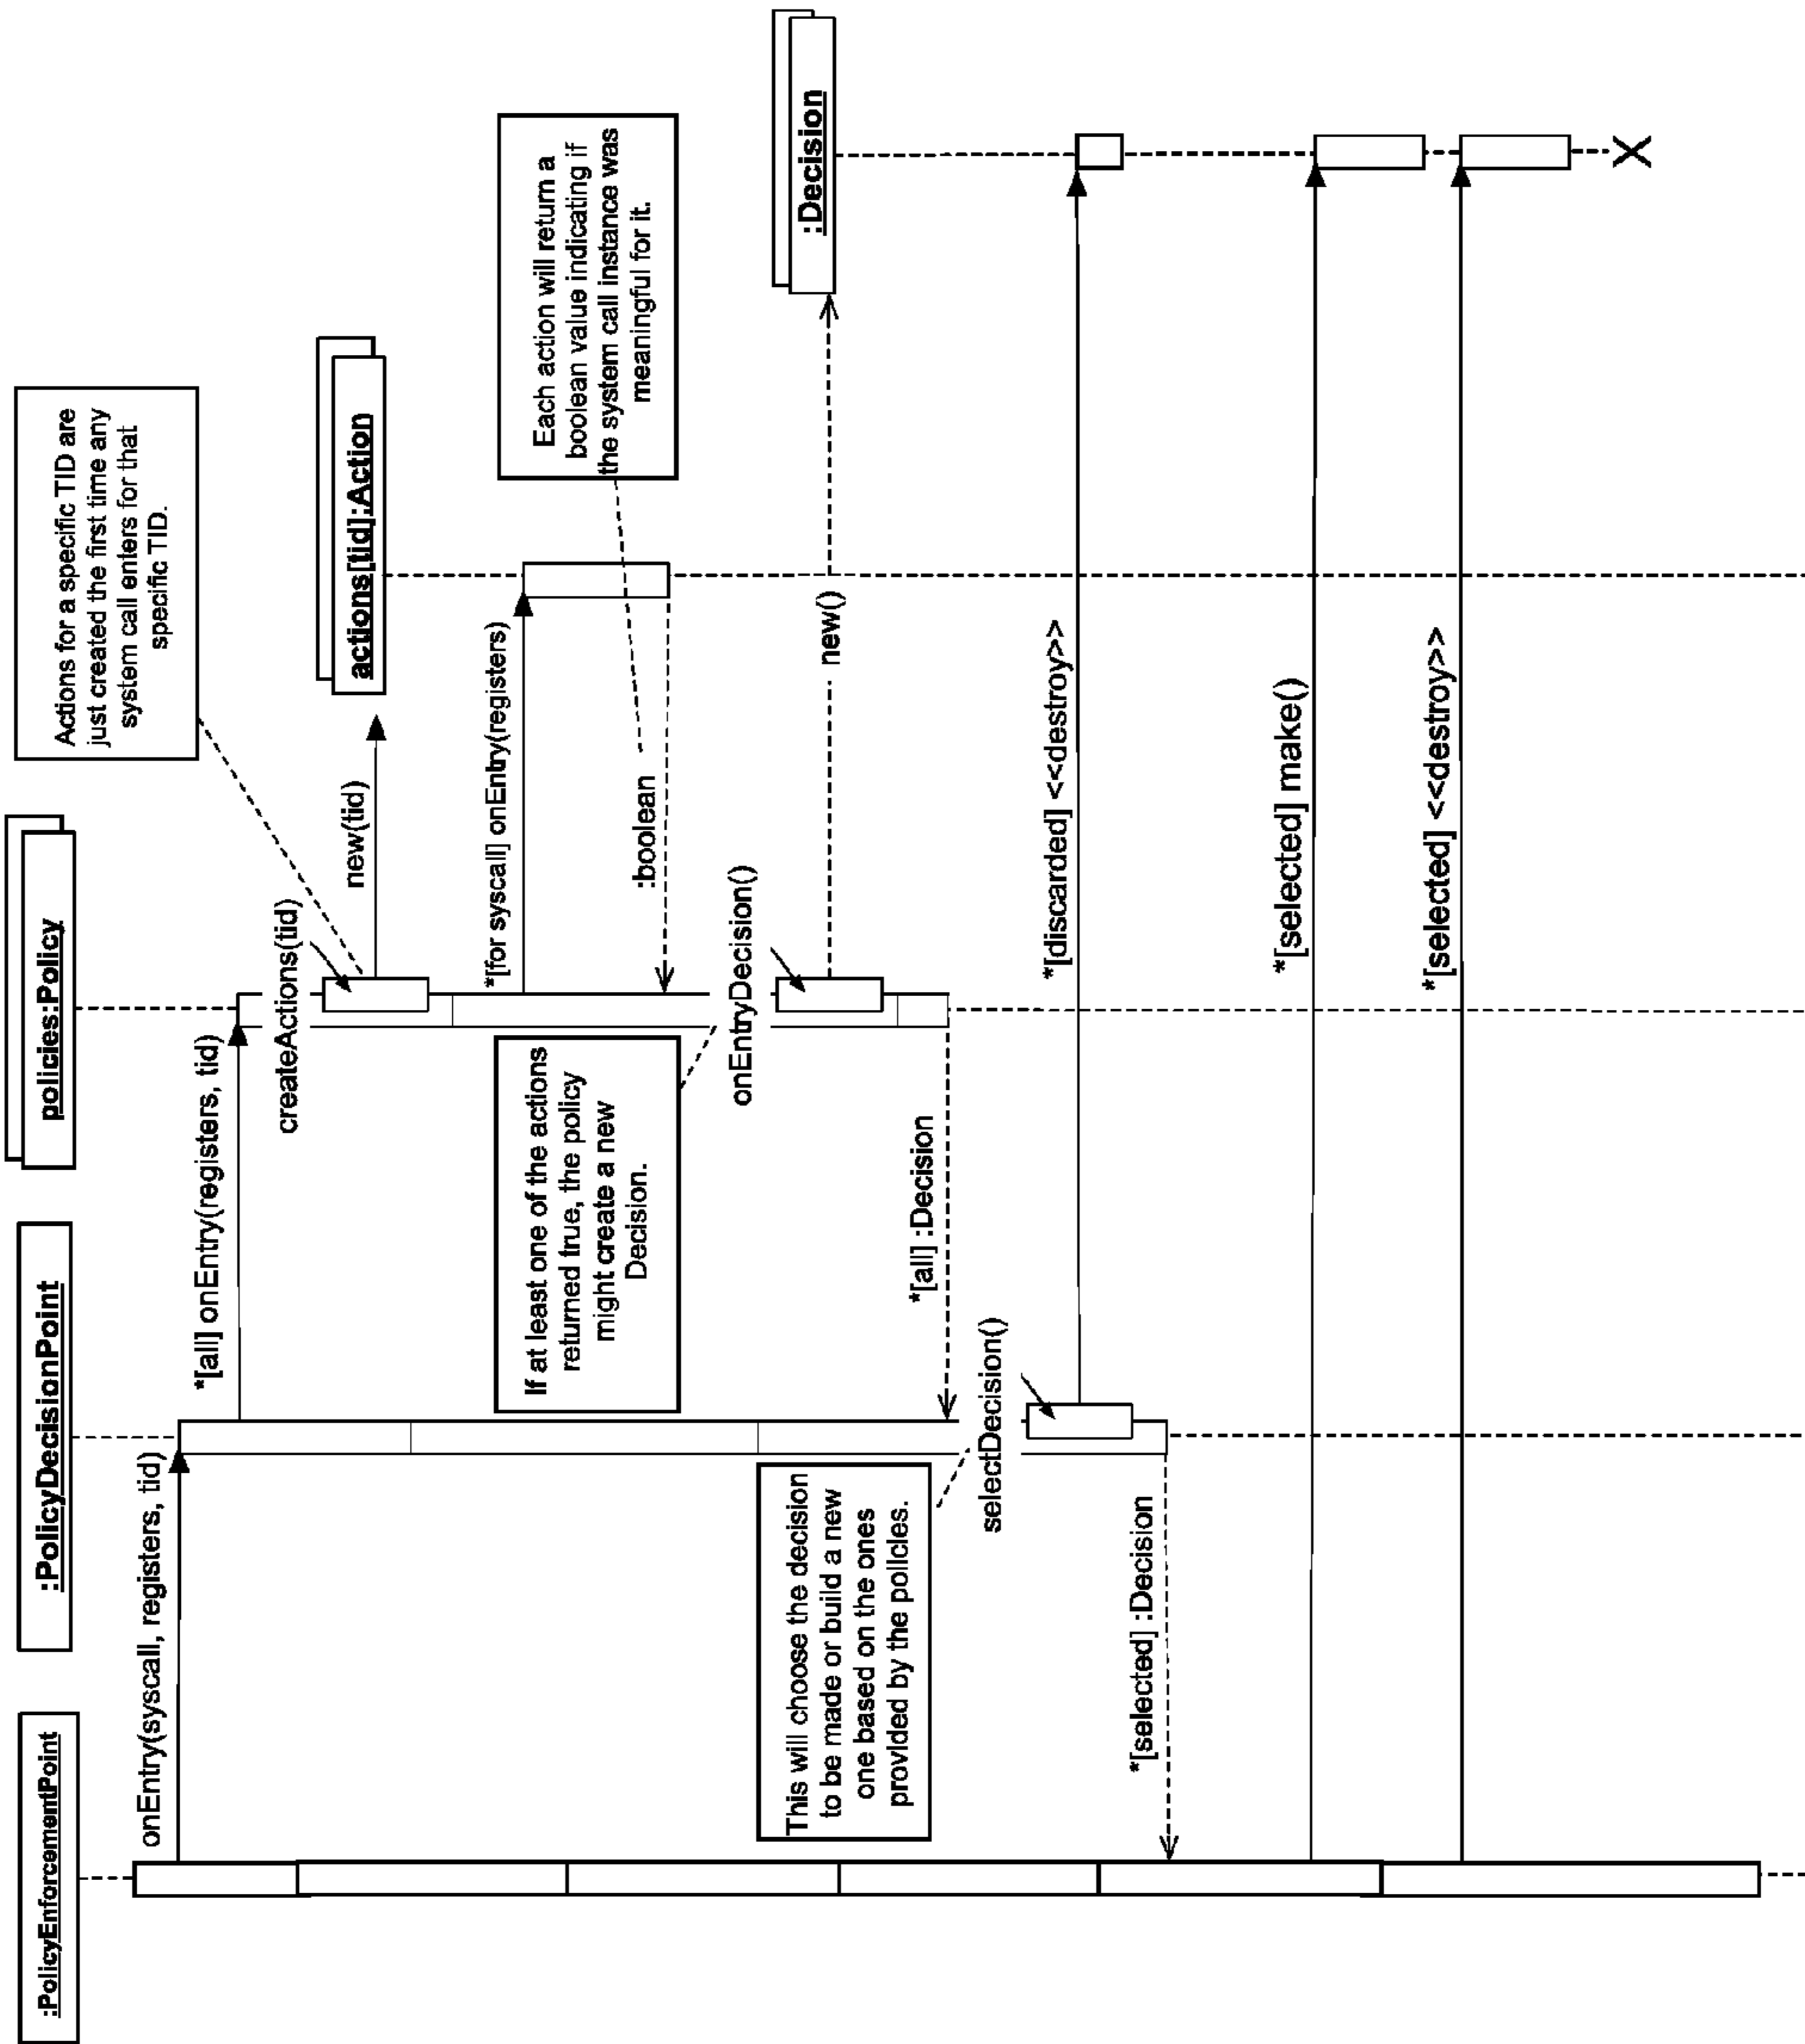 :PolicyEnforcementPoint
:PolicyDecisionPoint
policies:Policy
Actions for a specific TID are
just created the first time any
system call enters for that
specific TID.
onEntry(syscall, registers, tid)
*[all] onEntry(registers, tid)
createActions(tid)
new(tid)
actions[tid]:Action
*[for syscall] onEntry(registers)
Each action will return a
boolean value indicating if
the system call instance was
meaningful for it.
If at least one of the actions
returned true, the policy
might create a new
Decision.
:boolean
onEntryDecision()
new()
:Decision
This will choose the decision
to be made or build a new
one based on the ones
provided by the policies.
*[all] :Decision
selectDecision()
*[discarded] <<destroy>>
*[selected] :Decision
*[selected] make()
*[selected] <<destroy>>
X